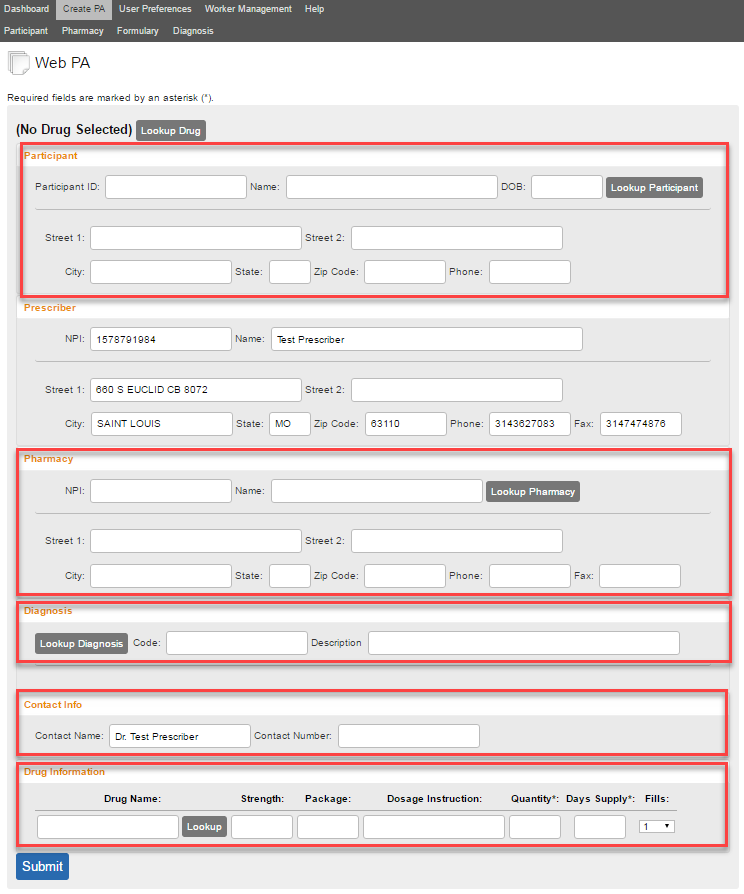 Dashboard Create PA User Preferences Worker Management Help
Participant Pharmacy Formulary Diagnosis
Web PA
Required fields are marked by an asterisk (*).
(No Drug Selected) Lookup Drug
Participant
Participant ID: Name: DOB: Lookup Participant
Street 1: Street 2:
City: State: Zip Code: Phone:
Prescriber
NPI: 1578791984 Name: Test Prescriber
Street 1: 660 S EUCLID CB 8072 Street 2:
City: SAINT LOUIS State: MO Zip Code: 63110 Phone: 3143627083 Fax: 3147474876
Pharmacy
NPI: Name: Lookup Pharmacy
Street 1: Street 2:
City: State: Zip Code: Phone: Fax:
Diagnosis
Lookup Diagnosis Code: Description
Contact Info
Contact Name: Dr. Test Prescriber Contact Number:
Drug Information
Drug Name: Strength: Package: Dosage Instruction: Quantity*: Days Supply*: Fills:
Lookup 1
Submit